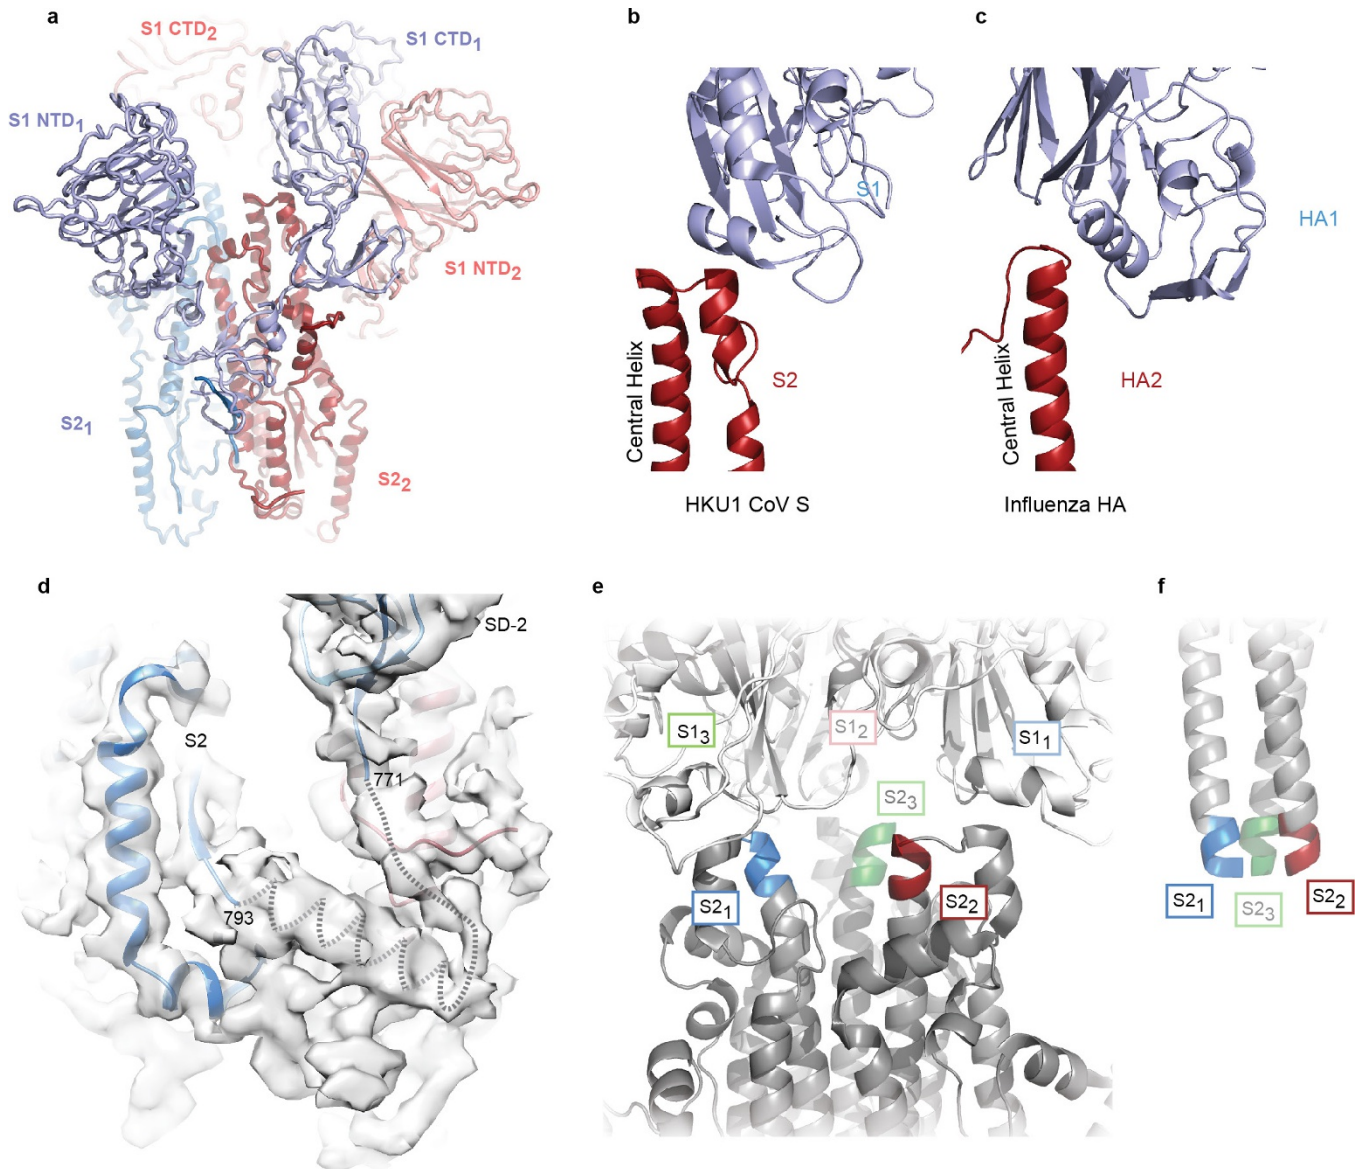 a
S1 CTD₂
S1 CTD₁
S1 NTD₁
S1 NTD₂
S2₁
S2₂
b
S1
S2
Central Helix
HKU1 CoV S
c
HA1
HA2
Central Helix
Influenza HA
d
SD-2
S2
771
793
e
S1₃
S1₂
S1₁
S2₃
S2₁
S2₂
f
S2₁
S2₃
S2₂